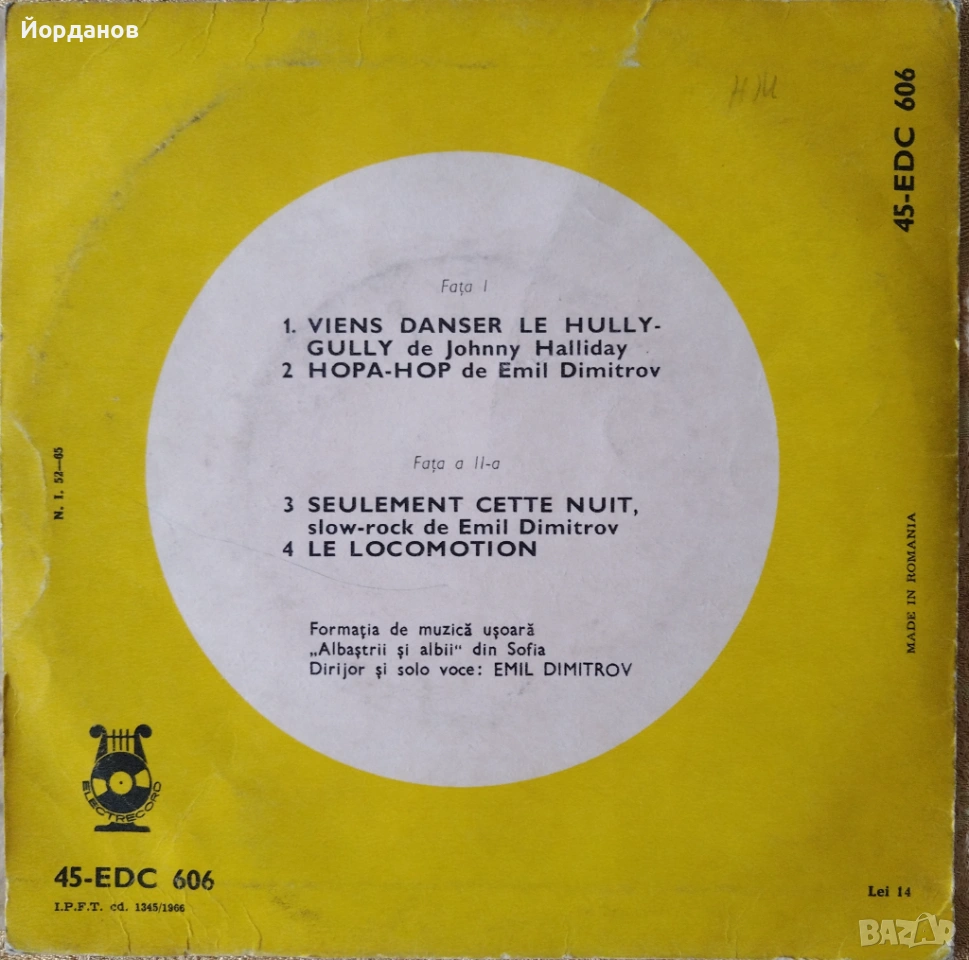 Йорданов
НМ
45-EDC 606
Fața I
1. VIENS DANSER LE HULLY-
GULLY de Johnny Halliday
2 HOPA-HOP de Emil Dimitrov
Fața a II-a
3 SEULEMENT CETTE NUIT,
slow-rock de Emil Dimitrov
4 LE LOCOMOTION
Formația de muzică ușoară
„Albaștrii și albii“ din Sofia
Dirijor și solo voce: EMIL DIMITROV
N. I. 52—65
MADE IN ROMANIA
ELECTRECORD
45-EDC 606
I.P.F.T. cd. 1345/1966
Lei 14
BAZAR